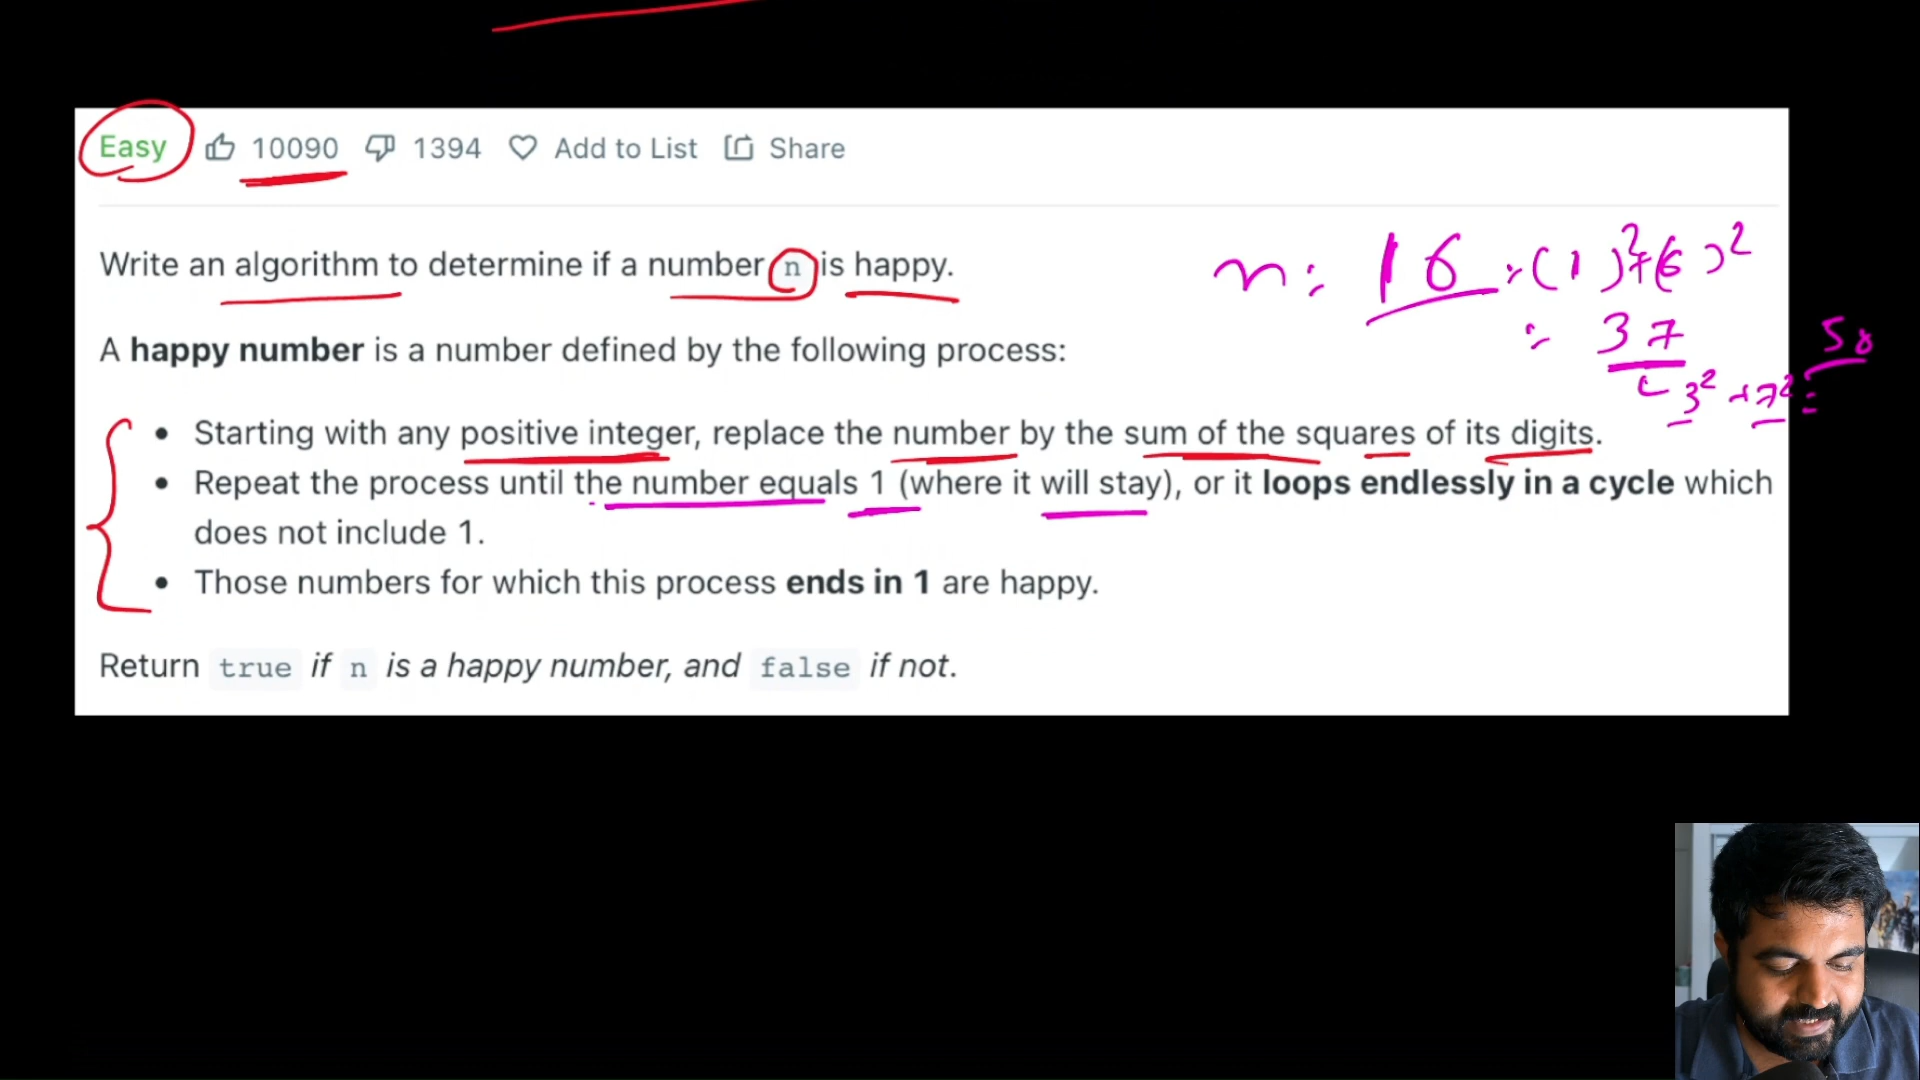 Easy 10090 1394 Add to List Share
Write an algorithm to determine if a number n is happy.
n: 16 : (1)²+(6)²
A happy number is a number defined by the following process:
: 37
3² + 7² = 58
• Starting with any positive integer, replace the number by the sum of the squares of its digits.
• Repeat the process until the number equals 1 (where it will stay), or it loops endlessly in a cycle which
does not include 1.
• Those numbers for which this process ends in 1 are happy.
Return true if n is a happy number, and false if not.